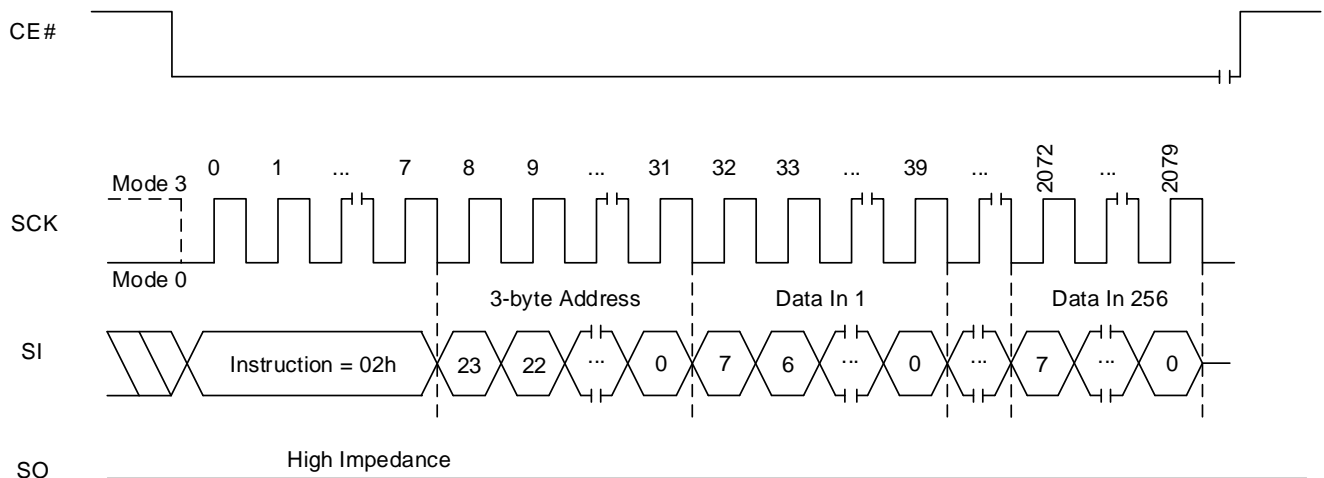 CE#
0 1 ... 7 8 9 ... 31 32 33 ... 39 ... 2072 ... 2079
Mode 3
SCK
Mode 0
3-byte Address Data In 1 Data In 256
SI
Instruction = 02h 23 22 ... 0 7 6 ... 0 ... 7 ... 0
High Impedance
SO